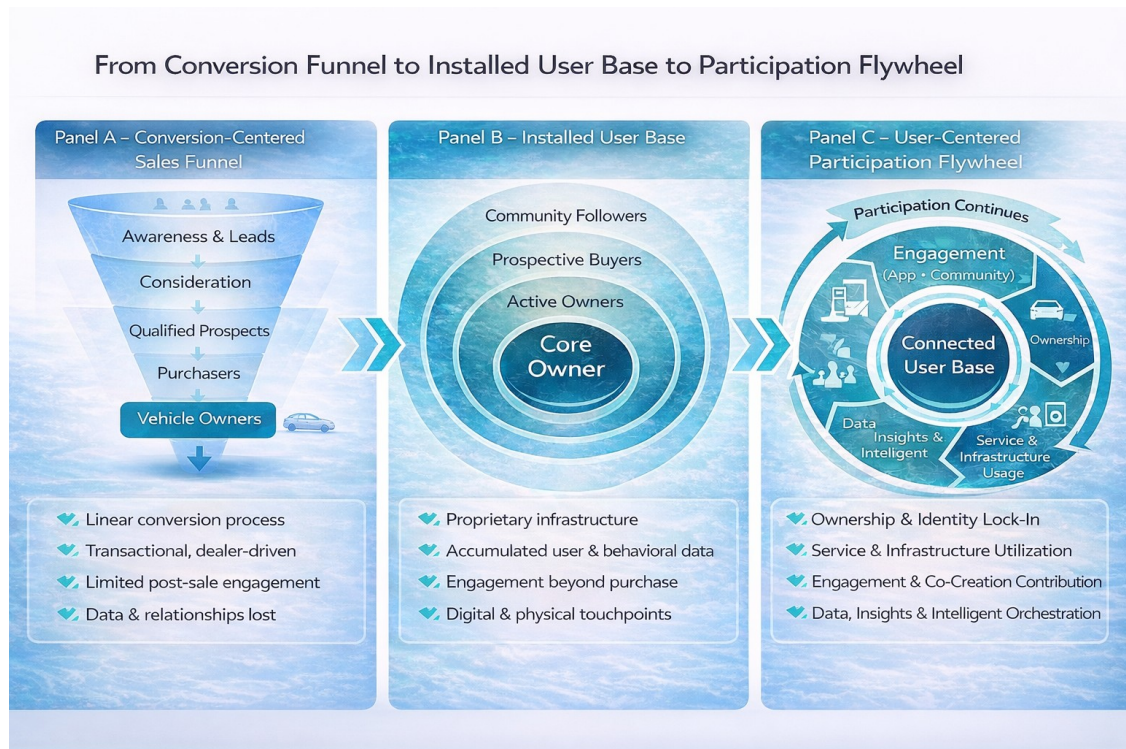 From Conversion Funnel to Installed User Base to Participation Flywheel
Panel A – Conversion-Centered
Sales Funnel
Awareness & Leads
Consideration
Qualified Prospects
Purchasers
Vehicle Owners
Linear conversion process
Transactional, dealer-driven
Limited post-sale engagement
Data & relationships lost
Panel B – Installed User Base
Community Followers
Prospective Buyers
Active Owners
Core
Owner
Proprietary infrastructure
Accumulated user & behavioral data
Engagement beyond purchase
Digital & physical touchpoints
Panel C – User-Centered
Participation Flywheel
Participation Continues
Engagement
(App • Community)
Ownership
Connected
User Base
Data
Insights &
Inteligent
Service &
Infrastructure
Usage
Ownership & Identity Lock-In
Service & Infrastructure Utilization
Engagement & Co-Creation Contribution
Data, Insights & Intelligent Orchestration